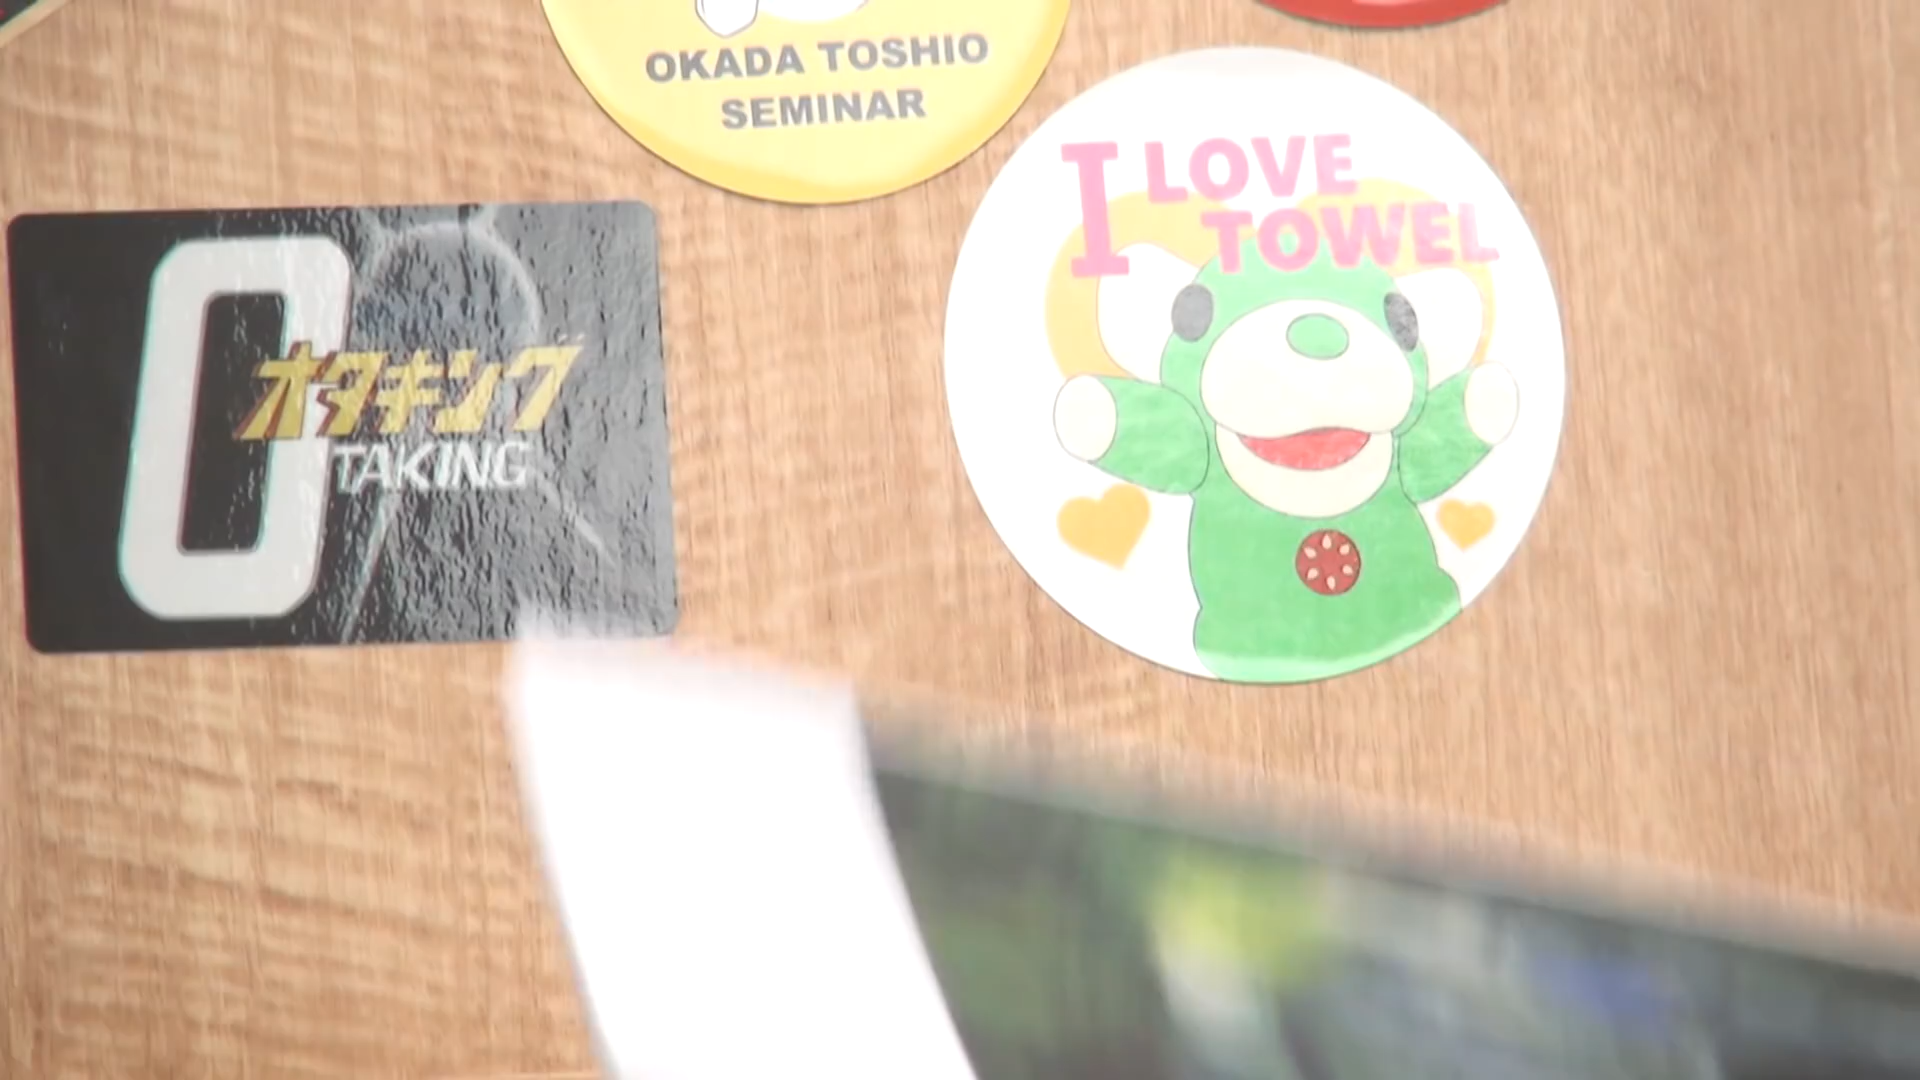 OKADA TOSHIO
SEMINAR
I LOVE
TOWEL
O
オタキング
TAKING